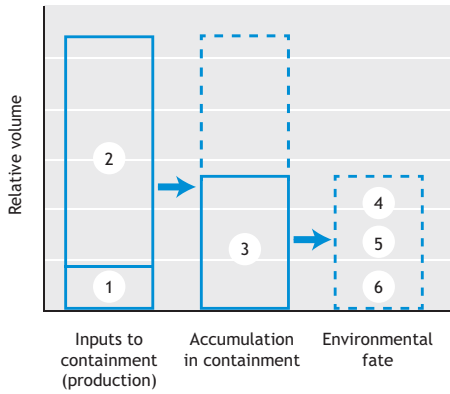 Relative volume
2
1
3
4
5
6
Inputs to
containment
(production)
Accumulation
in containment
Environmental
fate